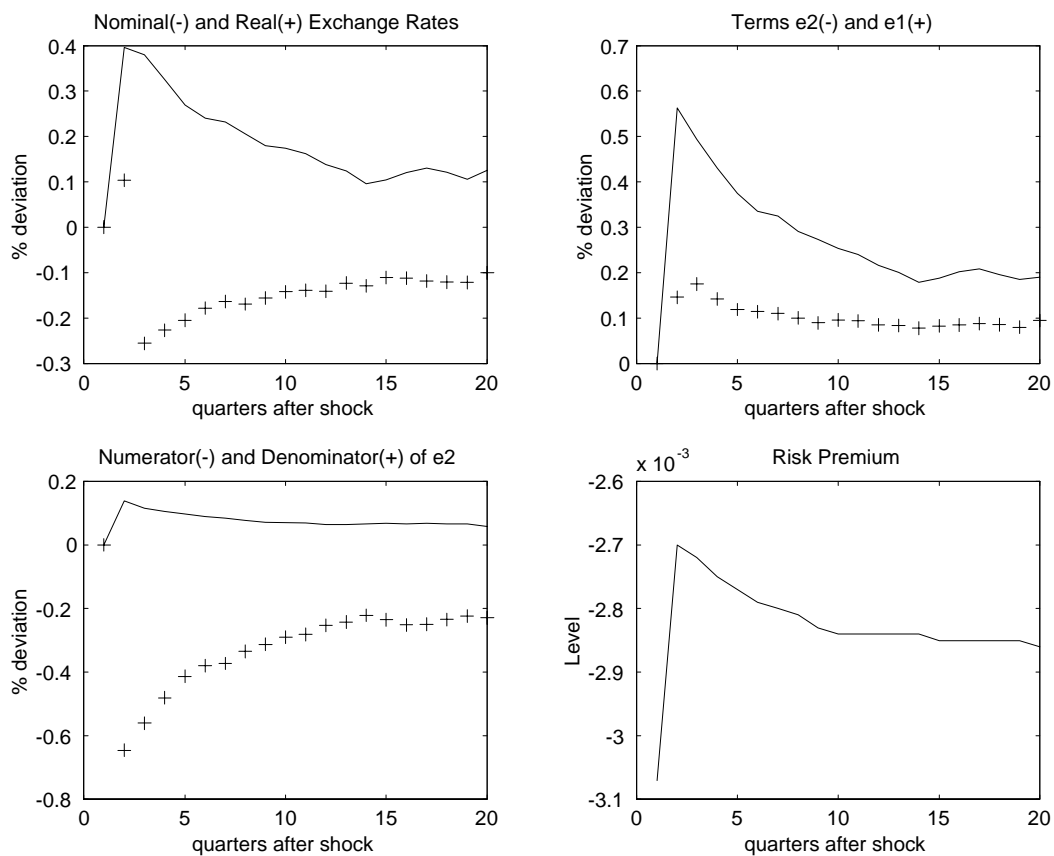 Nominal(-) and Real(+) Exchange Rates
0.4
0.3
0.2
0.1
0
-0.1
-0.2
-0.3
% deviation
0 5 10 15 20
quarters after shock
Terms e2(-) and e1(+)
0.7
0.6
0.5
0.4
0.3
0.2
0.1
0
% deviation
0 5 10 15 20
quarters after shock
Numerator(-) and Denominator(+) of e2
0.2
0
-0.2
-0.4
-0.6
-0.8
% deviation
0 5 10 15 20
quarters after shock
x 10^-3
Risk Premium
-2.6
-2.7
-2.8
-2.9
-3
-3.1
Level
0 5 10 15 20
quarters after shock